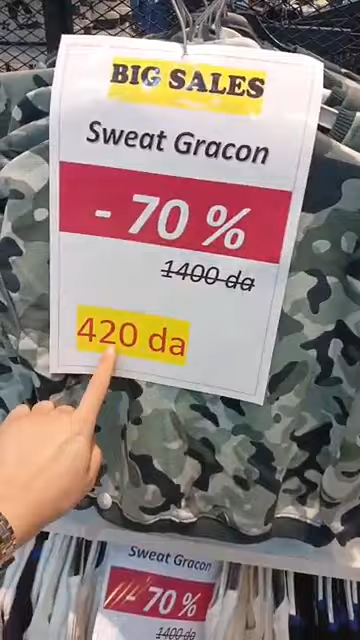 BIG SALES
Sweat Gracon
- 70 %
1400 da
420 da
Sweat Gracon
- 70 %
1400 da